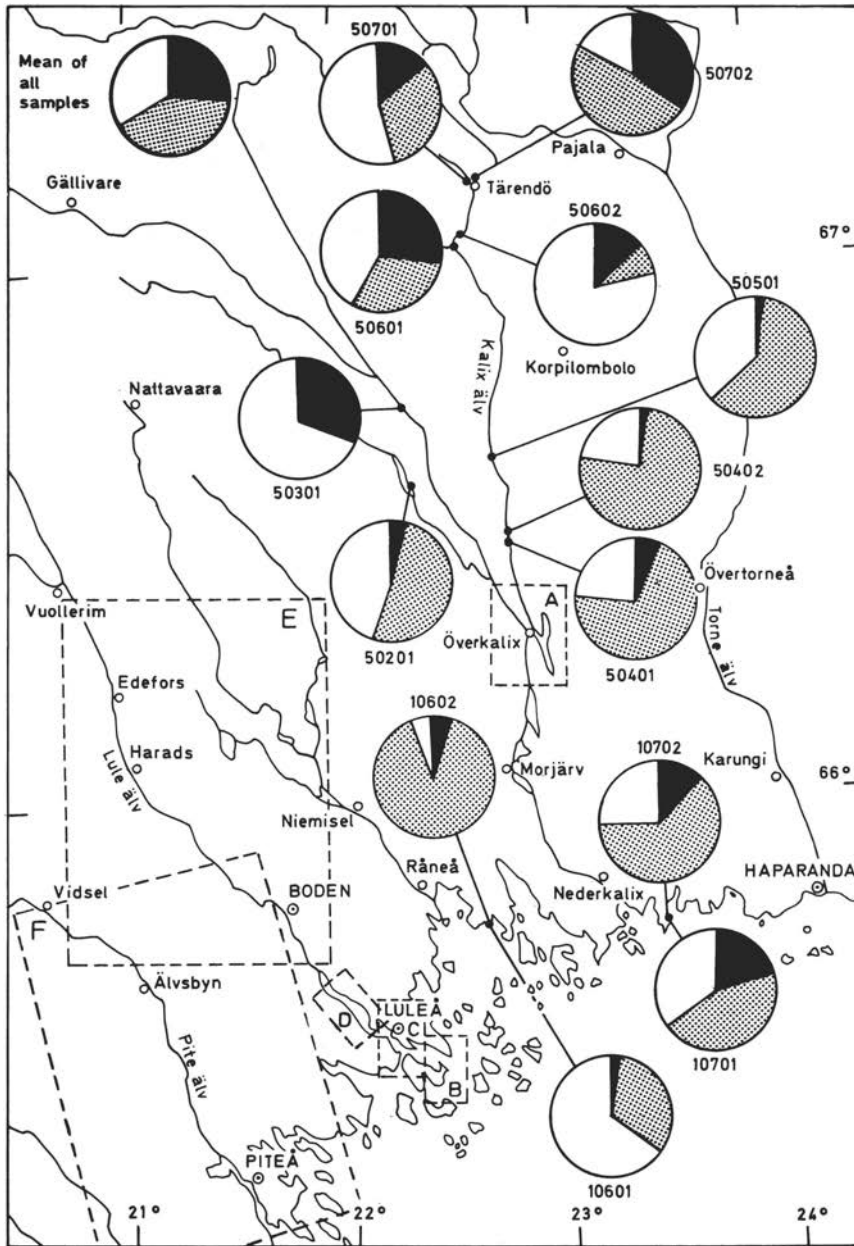 Mean of
all
samples
50701
50702
Pajala
Tärendö
Gällivare
50602
67°
50501
50601
Korpilombolo
Kalix älv
Nattavaara
50402
50301
Övertorneå
Vuollerim
E
A
50201
Överkalix
50401
Torne älv
Edefors
10602
10702
Harads
Lule älv
Morjärv
Karungi
66°
Niemisel
Råneå
Nederkalix
HAPARANDA
Vidsel
BODEN
F
Älvsbyn
D
LULEÅ
C
B
10701
Pite älv
PITEÅ
10601
21°
22°
23°
24°